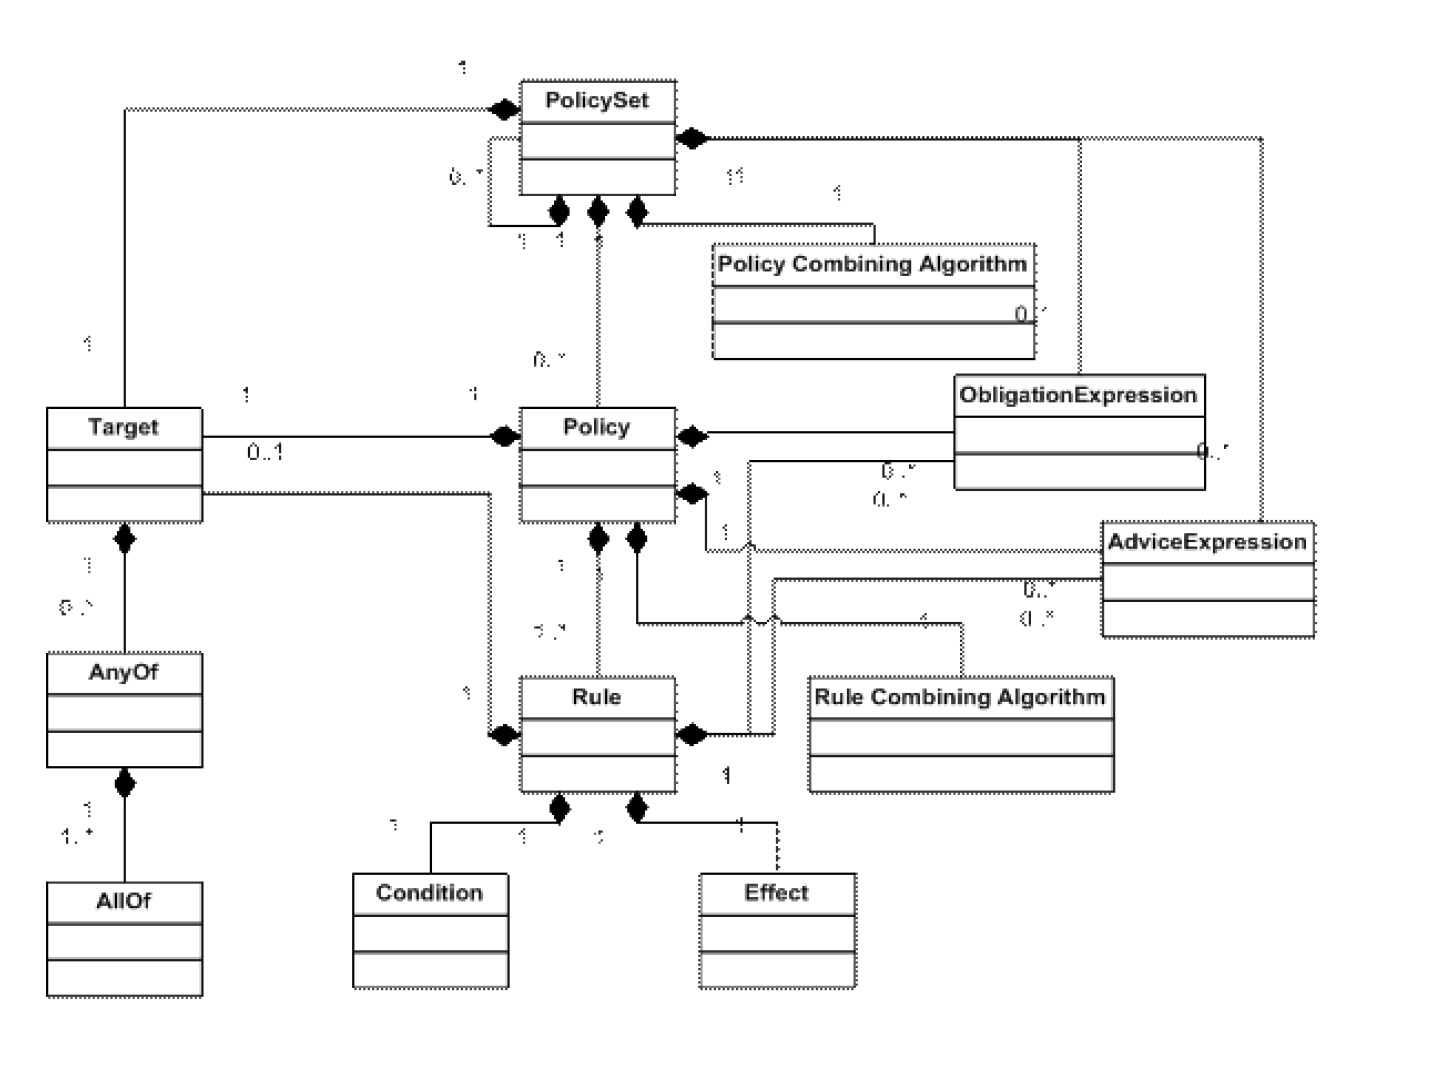 1
PolicySet
0..*
11
1
1
1
Policy Combining Algorithm
0..*
1
0..*
1
1
ObligationExpression
Target
Policy
0..1
0..*
0..*
1
0..*
1
AdviceExpression
1
1
0..*
0..*
0..*
1
AnyOf
1
Rule
Rule Combining Algorithm
1
1
1..*
1
1
1
1
Condition
Effect
AllOf